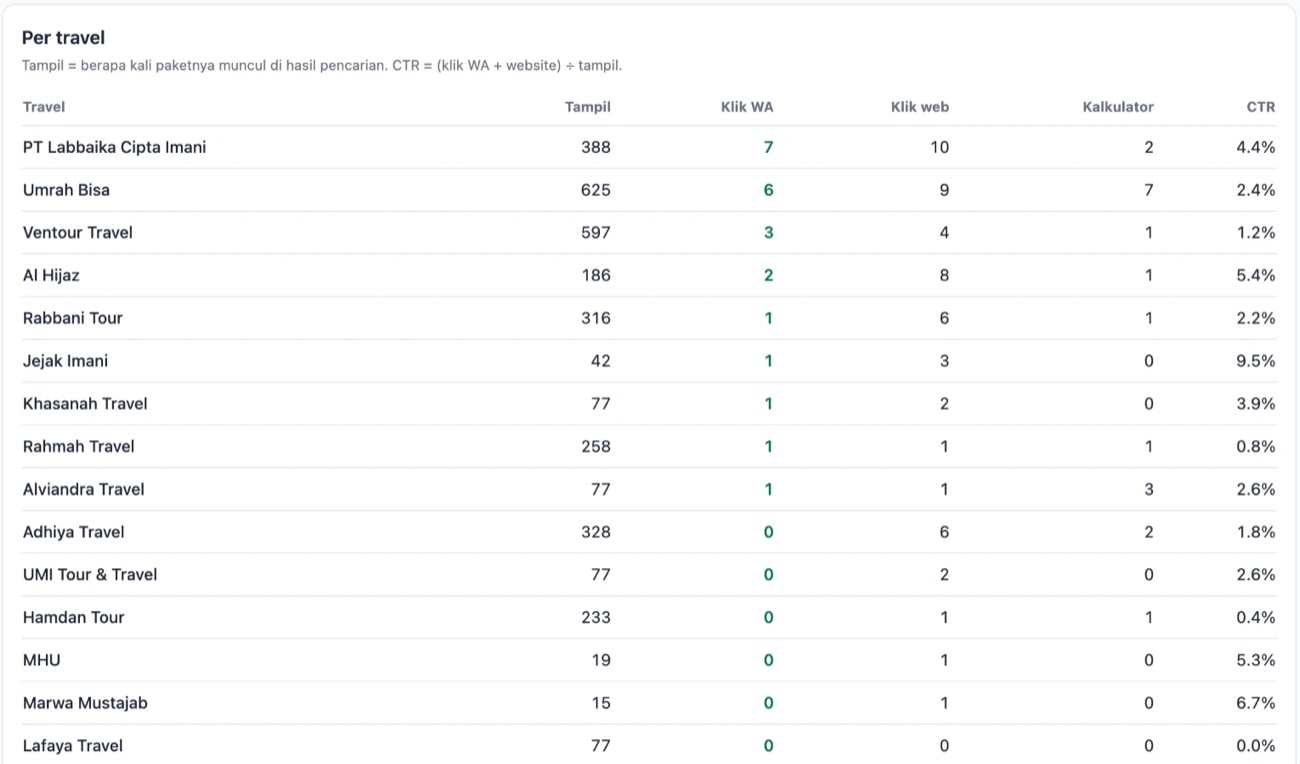 Per travel
Tampil = berapa kali paketnya muncul di hasil pencarian. CTR = (klik WA + website) ÷ tampil.
Travel Tampil Klik WA Klik web Kalkulator CTR
PT Labbaika Cipta Imani 388 7 10 2 4.4%
Umrah Bisa 625 6 9 7 2.4%
Ventour Travel 597 3 4 1 1.2%
Al Hijaz 186 2 8 1 5.4%
Rabbani Tour 316 1 6 1 2.2%
Jejak Imani 42 1 3 0 9.5%
Khasanah Travel 77 1 2 0 3.9%
Rahmah Travel 258 1 1 1 0.8%
Alviandra Travel 77 1 1 3 2.6%
Adhiya Travel 328 0 6 2 1.8%
UMI Tour & Travel 77 0 2 0 2.6%
Hamdan Tour 233 0 1 1 0.4%
MHU 19 0 1 0 5.3%
Marwa Mustajab 15 0 1 0 6.7%
Lafaya Travel 77 0 0 0 0.0%